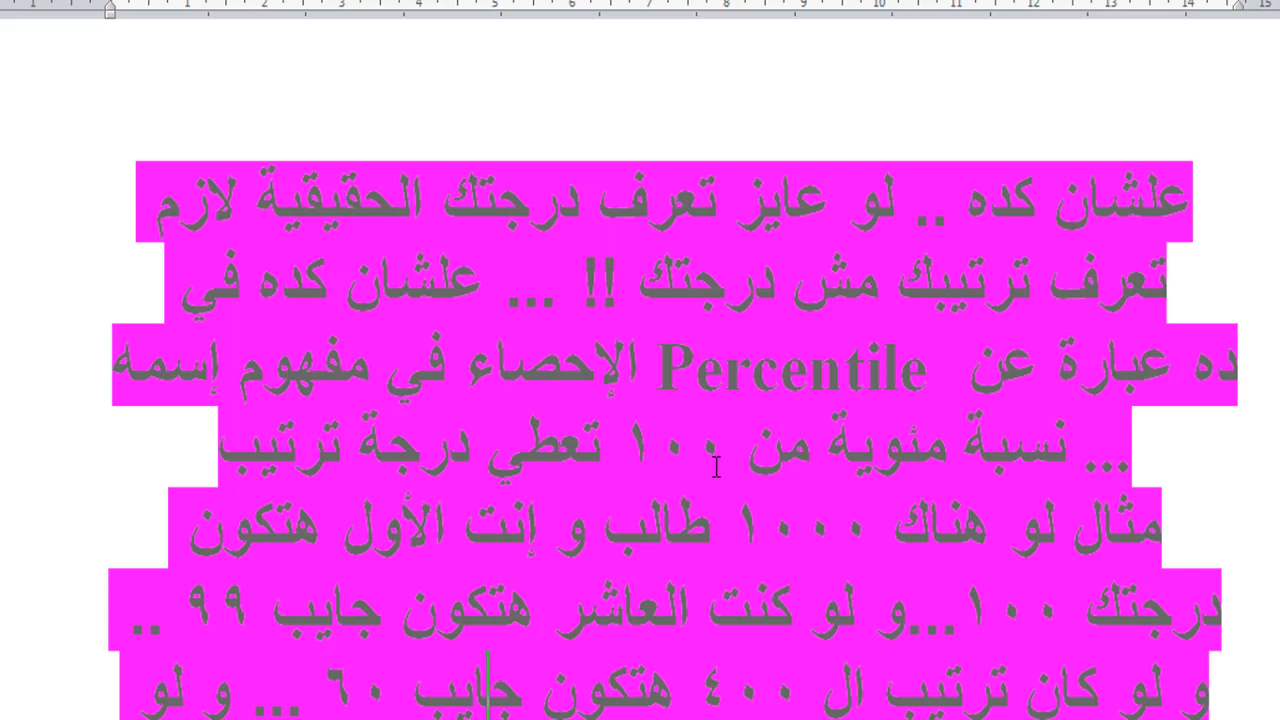 علشان كده .. لو عايز تعرف درجتك الحقيقية لازم
تعرف ترتيبك مش درجتك !! ... علشان كده في
ده عبارة عن Percentile الإحصاء في مفهوم إسمه
... نسبة مئوية من ١٠٠ تعطي درجة ترتيب
مثال لو هناك ١٠٠٠ طالب و إنت الأول هتكون
درجتك ١٠٠...و لو كنت العاشر هتكون جايب ٩٩ ..
و لو كان ترتيب ال ٤٠٠ هتكون جايب ٦٠ ... و لو